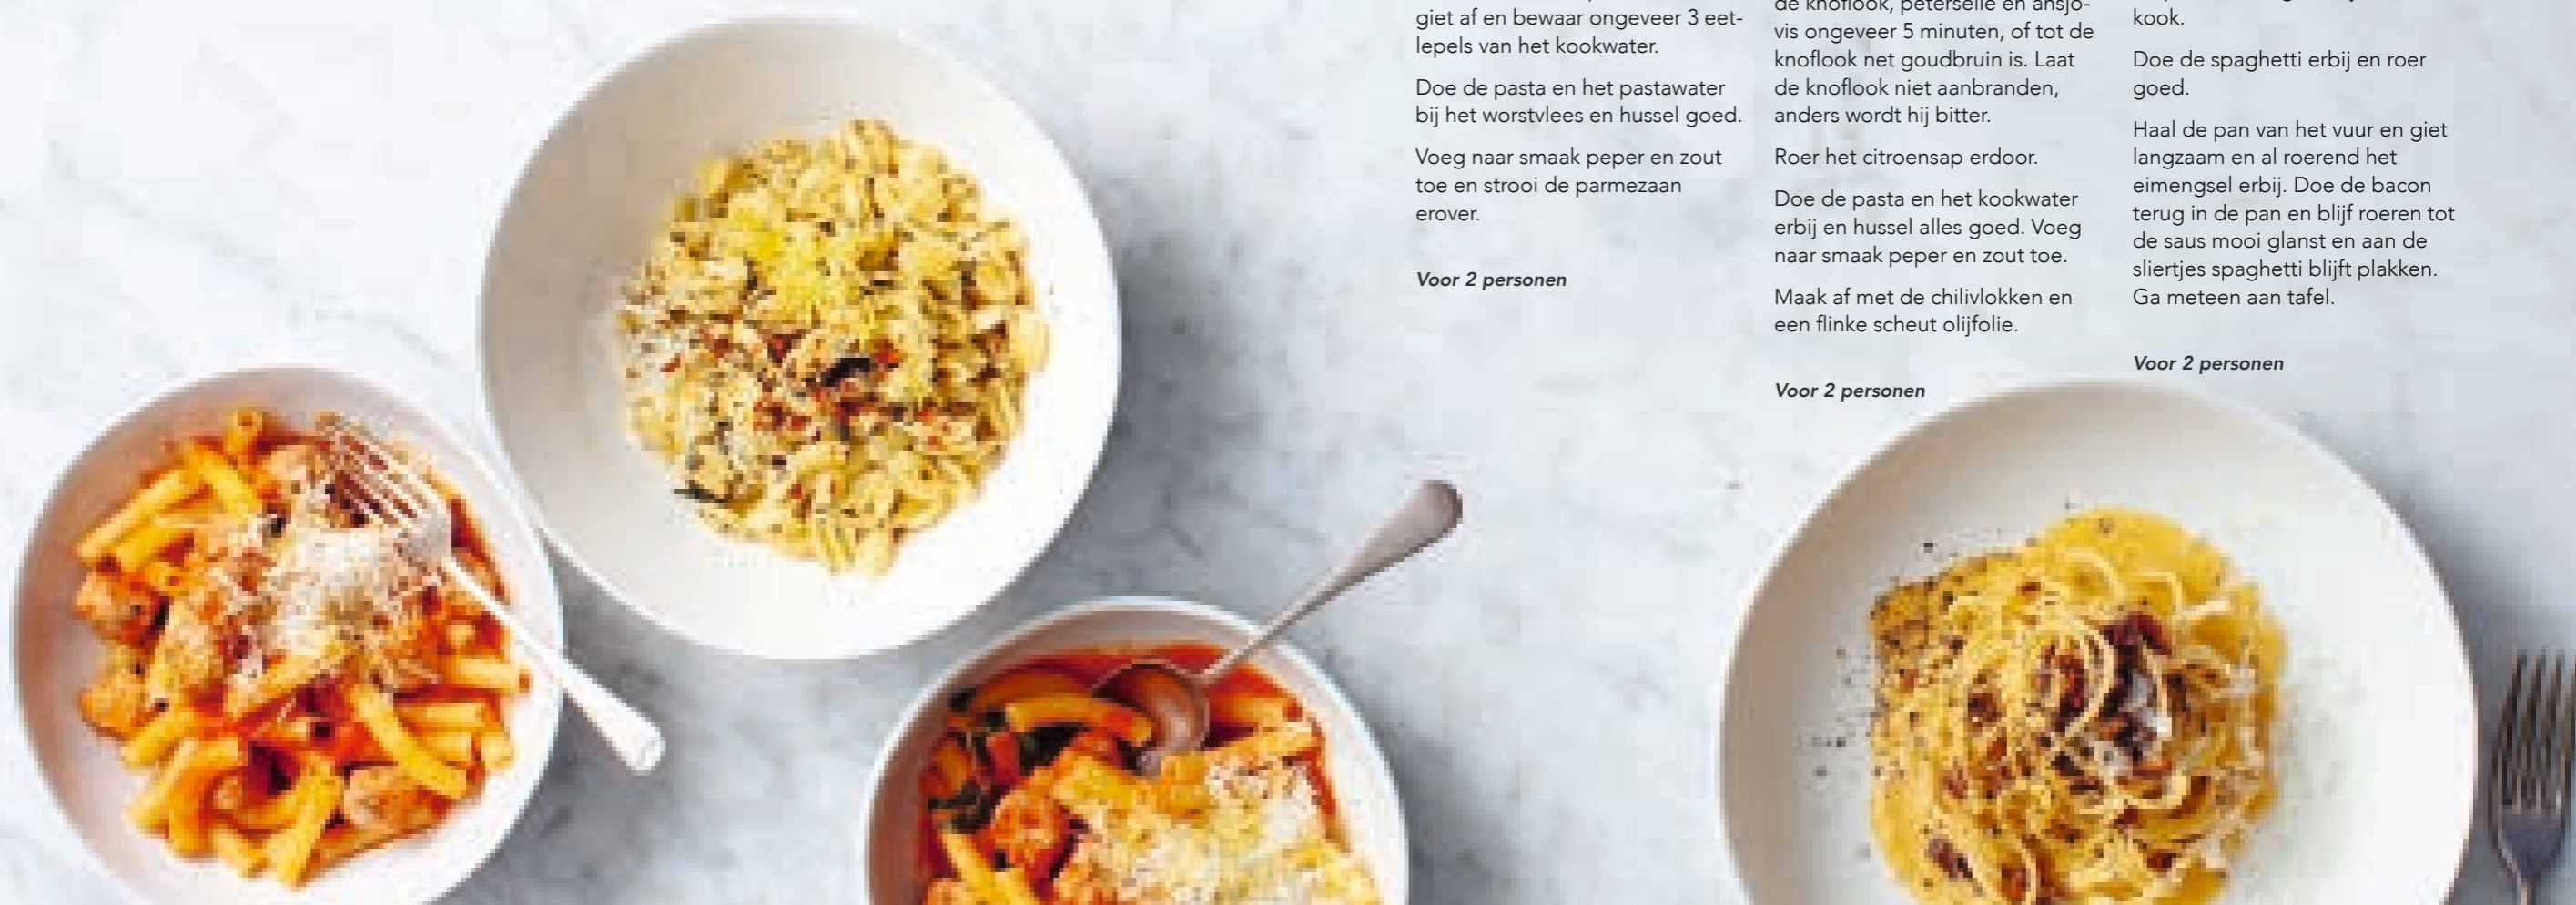 giet af en bewaar ongeveer 3 eet-
lepels van het kookwater.
Doe de pasta en het pastawater
bij het worstvlees en hussel goed.
Voeg naar smaak peper en zout
toe en strooi de parmezaan
erover.
Voor 2 personen
de knoflook, peterselie en ansjo-
vis ongeveer 5 minuten, of tot de
knoflook net goudbruin is. Laat
de knoflook niet aanbranden,
anders wordt hij bitter.
Roer het citroensap erdoor.
Doe de pasta en het kookwater
erbij en hussel alles goed. Voeg
naar smaak peper en zout toe.
Maak af met de chilivlokken en
een flinke scheut olijfolie.
Voor 2 personen
kook.
Doe de spaghetti erbij en roer
goed.
Haal de pan van het vuur en giet
langzaam en al roerend het
eimengsel erbij. Doe de bacon
terug in de pan en blijf roeren tot
de saus mooi glanst en aan de
sliertjes spaghetti blijft plakken.
Ga meteen aan tafel.
Voor 2 personen